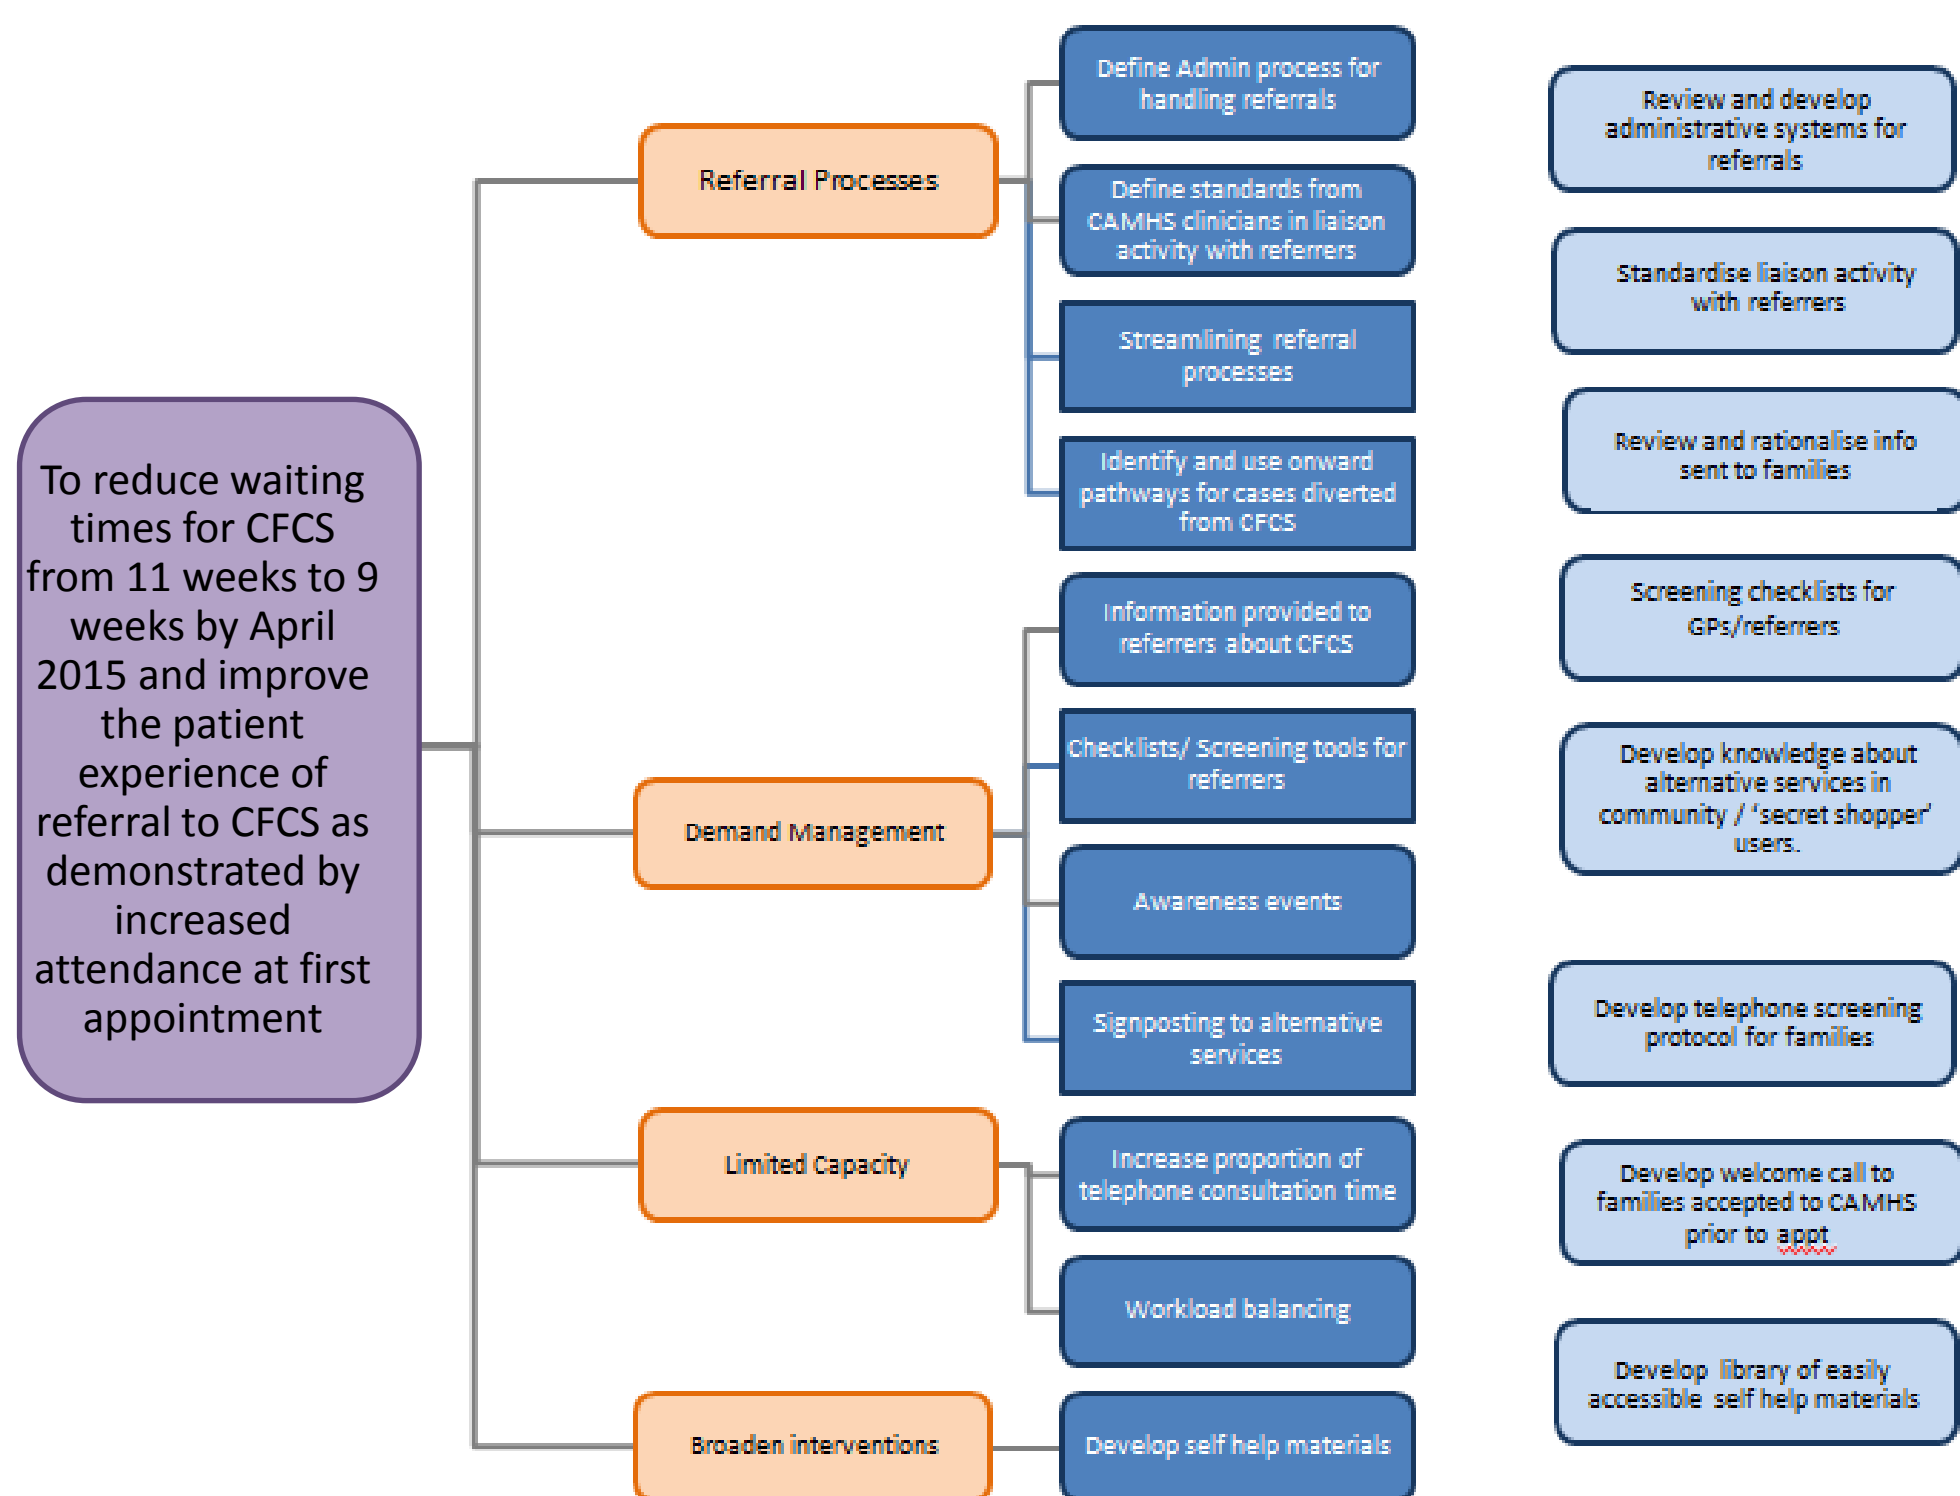 To reduce waiting
times for CFCS
from 11 weeks to 9
weeks by April
2015 and improve
the patient
experience of
referral to CFCS as
demonstrated by
increased
attendance at first
appointment
Referral Processes
Demand Management
Limited Capacity
Broaden interventions
Define Admin process for
handling referrals
Define standards from
CAMHS clinicians in liaison
activity with referrers
Streamlining referral
processes
Identify and use onward
pathways for cases diverted
from CFCS
Information provided to
referrers about CFCS
Checklists/ Screening tools for
referrers
Awareness events
Signposting to alternative
services
Increase proportion of
telephone consultation time
Workload balancing
Develop self help materials
Review and develop
administrative systems for
referrals
Standardise liaison activity
with referrers
Review and rationalise info
sent to families
Screening checklists for
GPs/referrers
Develop knowledge about
alternative services in
community / ‘secret shopper’
users.
Develop telephone screening
protocol for families
Develop welcome call to
families accepted to CAMHS
prior to appt
Develop library of easily
accessible self help materials